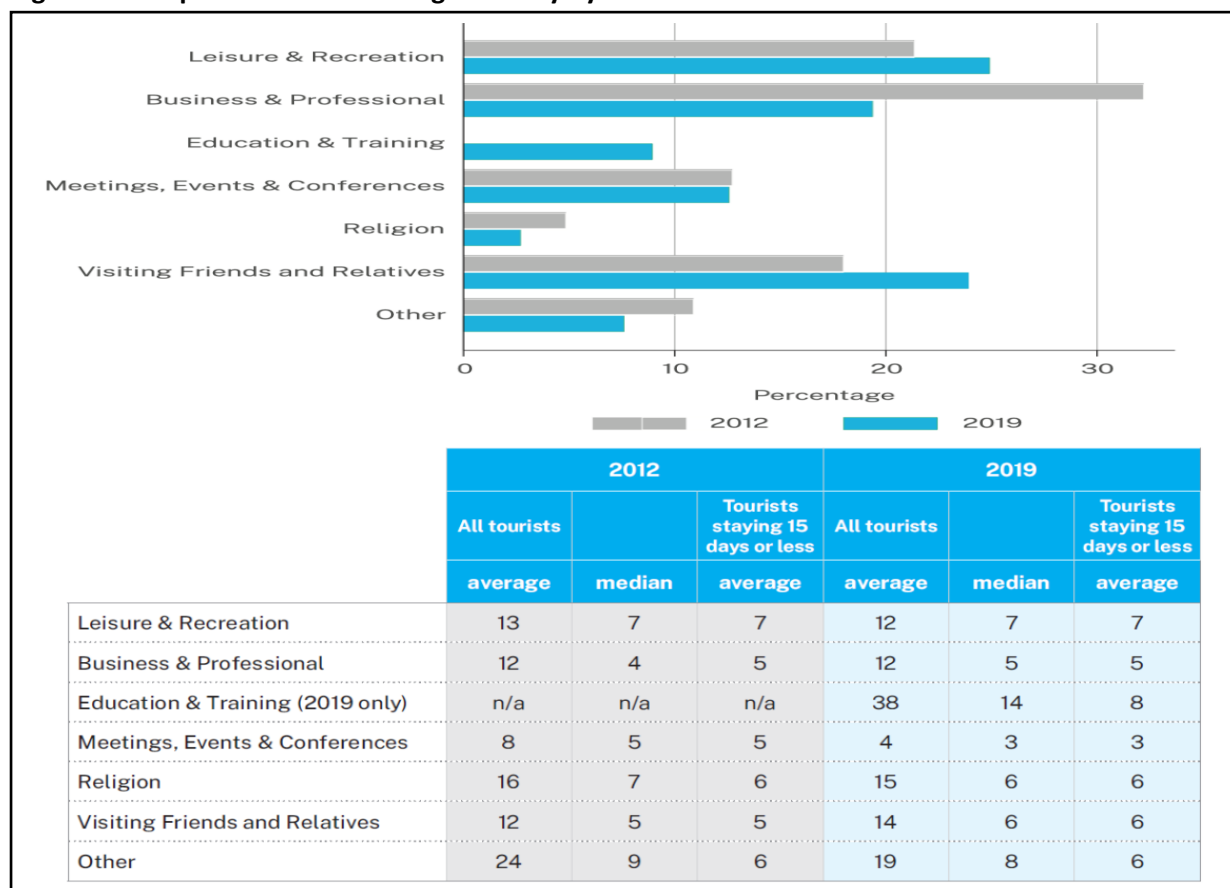 Leisure & Recreation
Business & Professional
Education & Training
Meetings, Events & Conferences
Religion
Visiting Friends and Relatives
Other
0 10 20 30
Percentage
2012 2019
2012 2019
All tourists Tourists staying 15 days or less All tourists Tourists staying 15 days or less
average median average average median average
Leisure & Recreation 13 7 7 12 7 7
Business & Professional 12 4 5 12 5 5
Education & Training (2019 only) n/a n/a n/a 38 14 8
Meetings, Events & Conferences 8 5 5 4 3 3
Religion 16 7 6 15 6 6
Visiting Friends and Relatives 12 5 5 14 6 6
Other 24 9 6 19 8 6